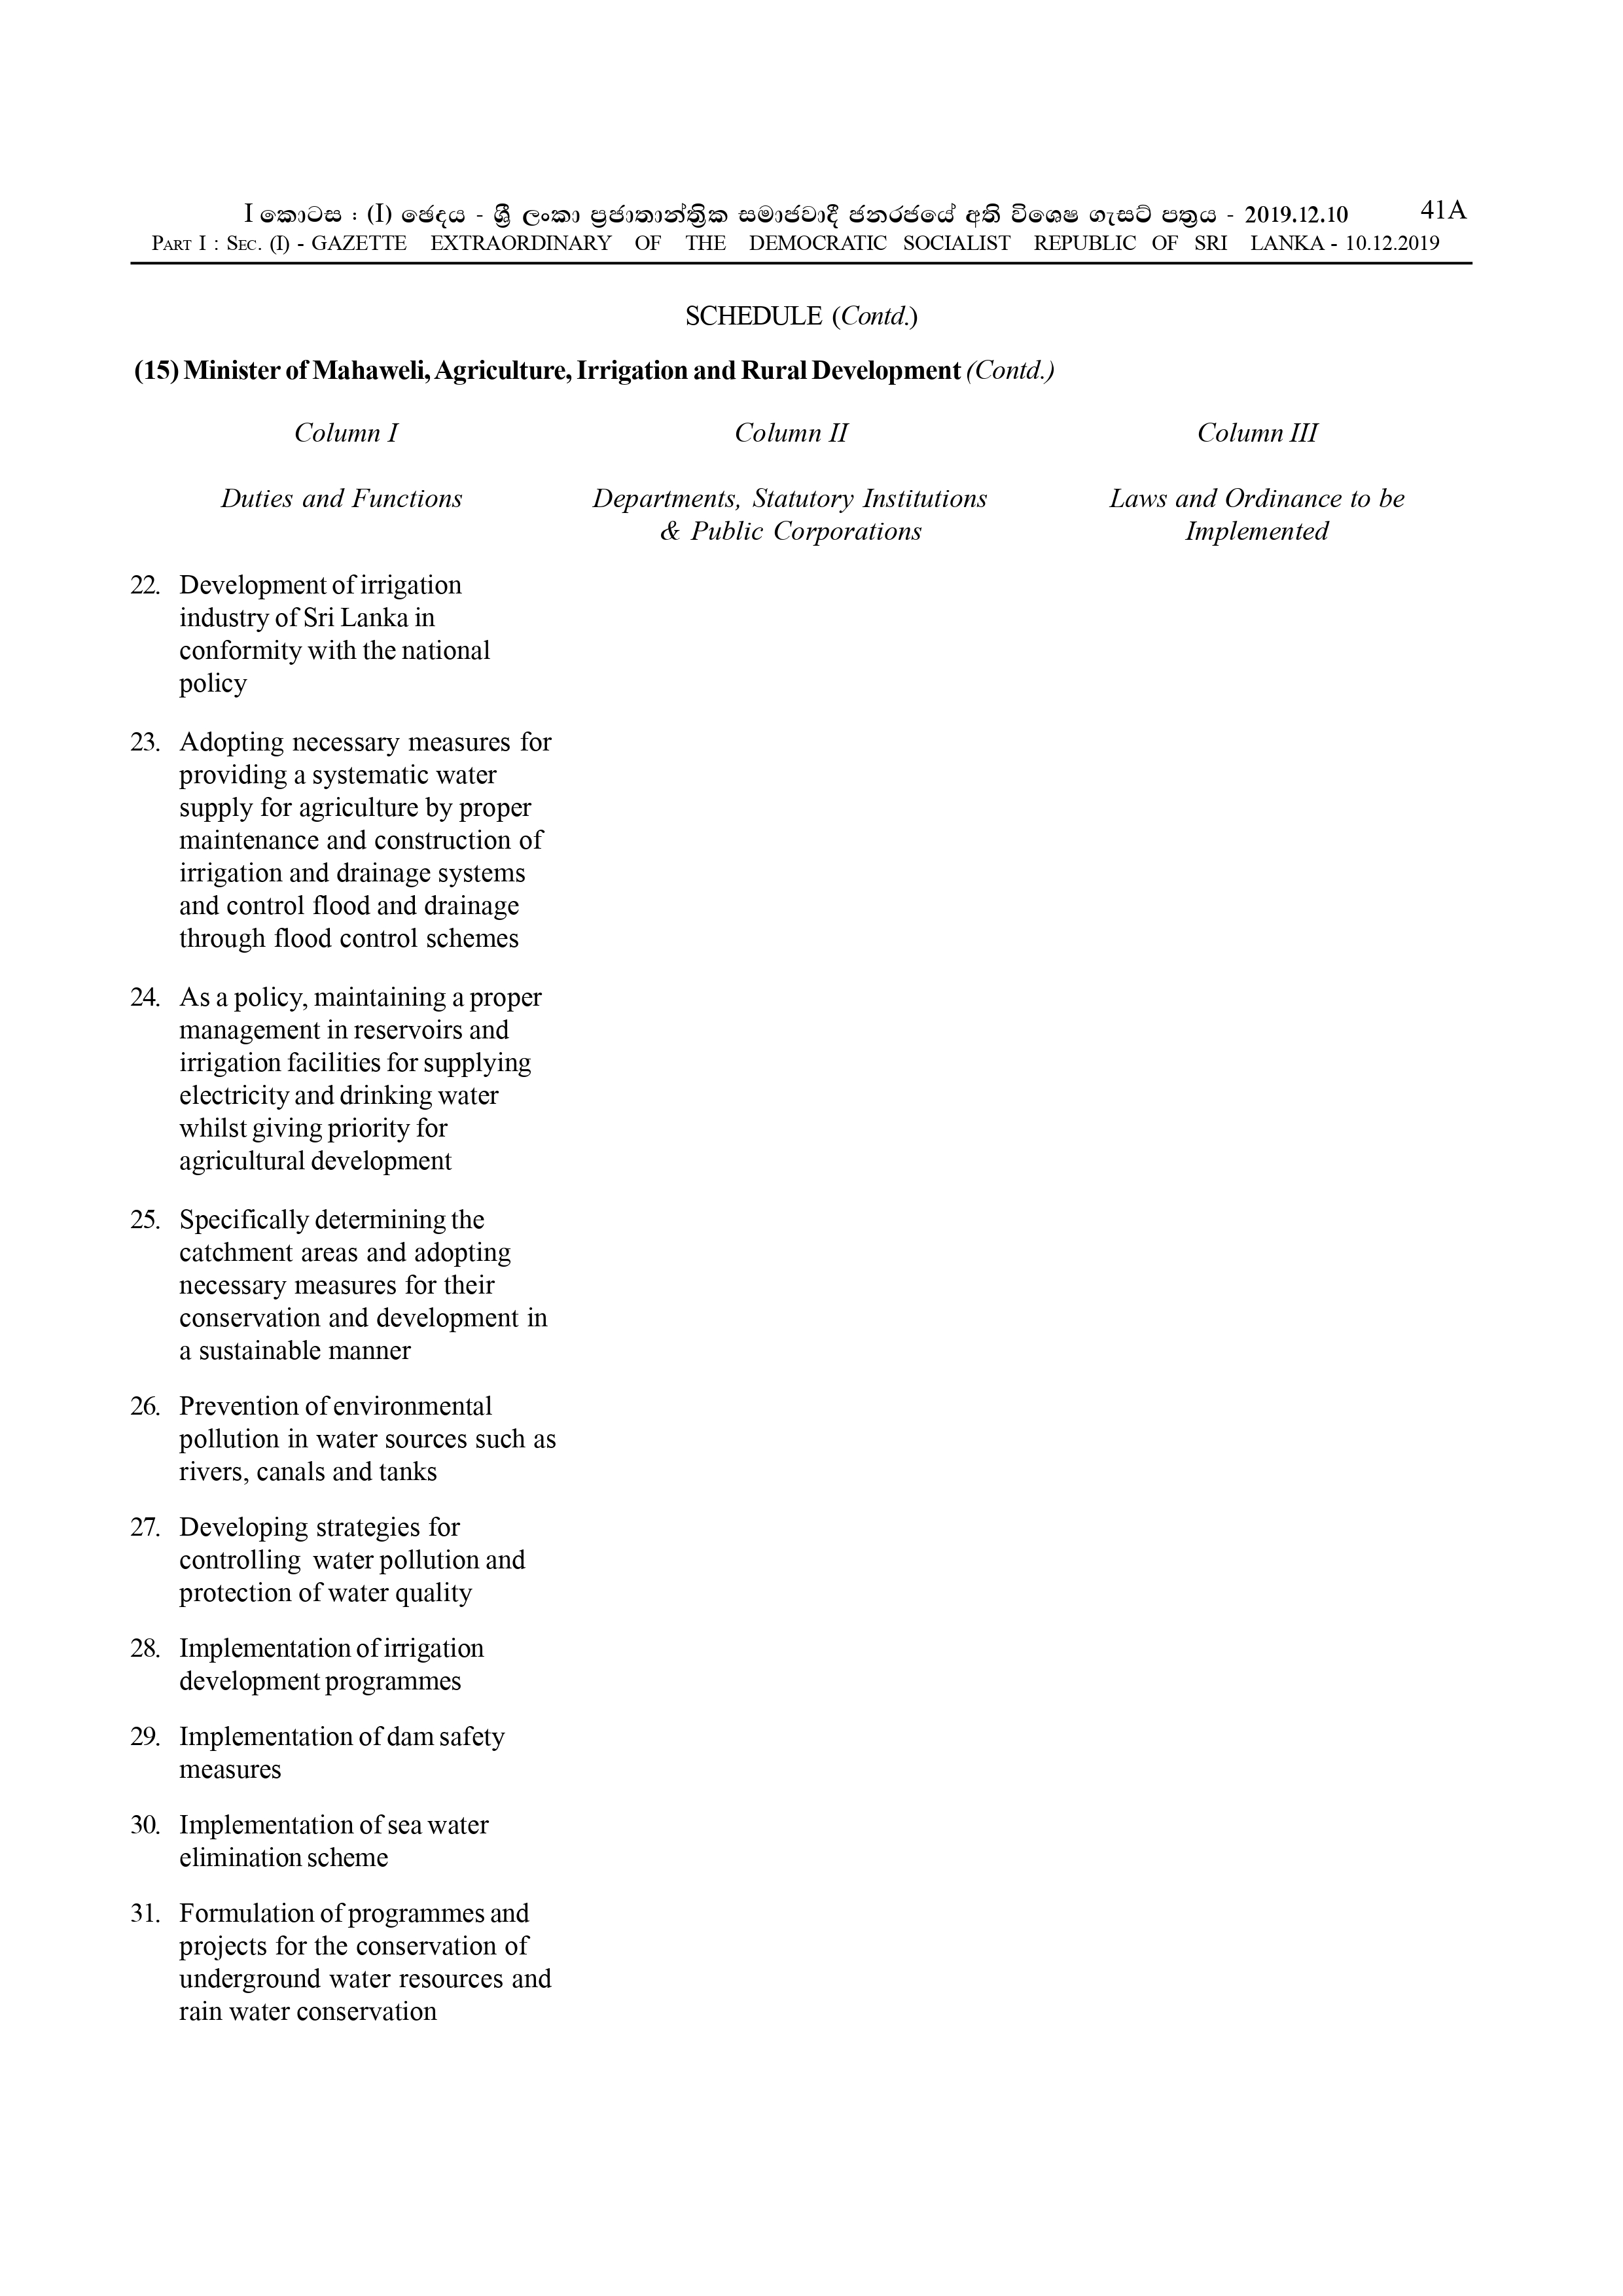 I කොටස : (I) ඡෙදය - ශ්‍රී ලංකා ප්‍රජාතාන්ත්‍රික සමාජවාදී ජනරජයේ අති විශෙෂ ගැසට් පත්‍රය - 2019.12.10 41A
PART I : SEC. (I) - GAZETTE EXTRAORDINARY OF THE DEMOCRATIC SOCIALIST REPUBLIC OF SRI LANKA - 10.12.2019
SCHEDULE (Contd.)
(15) Minister of Mahaweli, Agriculture, Irrigation and Rural Development (Contd.)
Column I Column II Column III
Duties and Functions Departments, Statutory Institutions Laws and Ordinance to be
& Public Corporations Implemented
22. Development of irrigation
industry of Sri Lanka in
conformity with the national
policy
23. Adopting necessary measures for
providing a systematic water
supply for agriculture by proper
maintenance and construction of
irrigation and drainage systems
and control flood and drainage
through flood control schemes
24. As a policy, maintaining a proper
management in reservoirs and
irrigation facilities for supplying
electricity and drinking water
whilst giving priority for
agricultural development
25. Specifically determining the
catchment areas and adopting
necessary measures for their
conservation and development in
a sustainable manner
26. Prevention of environmental
pollution in water sources such as
rivers, canals and tanks
27. Developing strategies for
controlling water pollution and
protection of water quality
28. Implementation of irrigation
development programmes
29. Implementation of dam safety
measures
30. Implementation of sea water
elimination scheme
31. Formulation of programmes and
projects for the conservation of
underground water resources and
rain water conservation